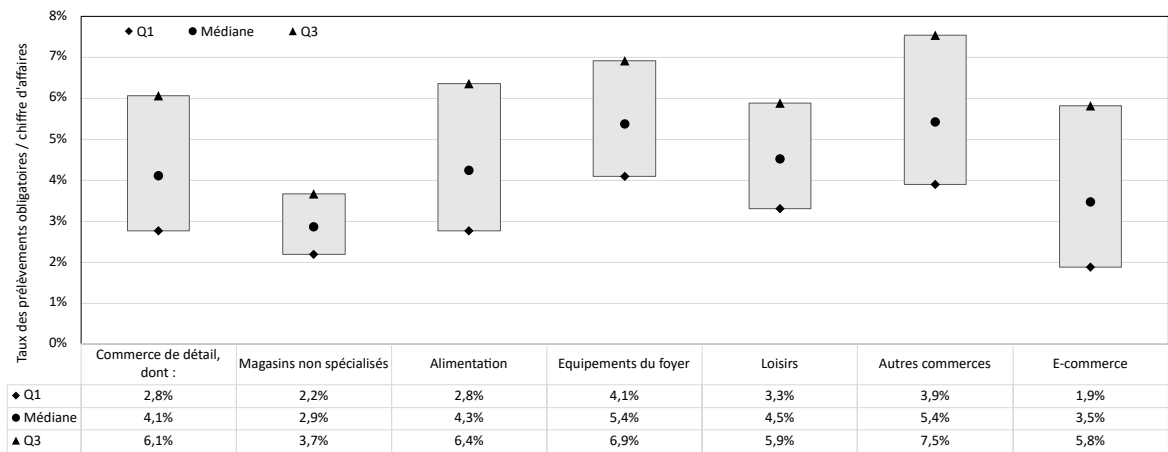 8%
◆ Q1 ● Médiane ▲ Q3
7%
6%
5%
4%
3%
2%
1%
0%
Taux des prélèvements obligatoires / chiffre d'affaires
Commerce de détail, dont : Magasins non spécialisés Alimentation Equipements du foyer Loisirs Autres commerces E-commerce
◆ Q1 2,8% 2,2% 2,8% 4,1% 3,3% 3,9% 1,9%
● Médiane 4,1% 2,9% 4,3% 5,4% 4,5% 5,4% 3,5%
▲ Q3 6,1% 3,7% 6,4% 6,9% 5,9% 7,5% 5,8%